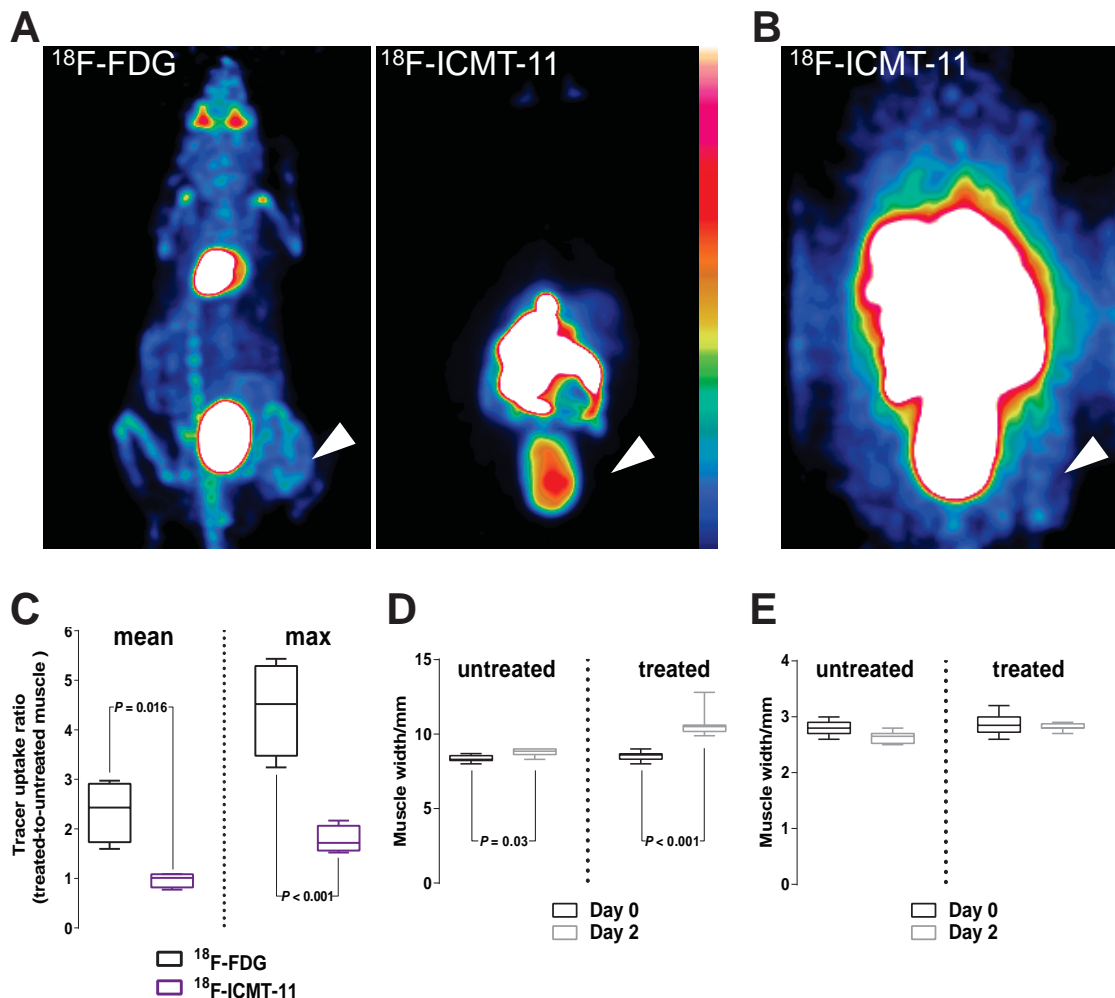 A
B
¹⁸F-FDG
¹⁸F-ICMT-11
¹⁸F-ICMT-11
C
Tracer uptake ratio
(treated-to-untreated muscle )
6
5
4
3
2
1
0
mean
max
P = 0.016
P < 0.001
¹⁸F-FDG
¹⁸F-ICMT-11
D
Muscle width/mm
15
10
5
0
untreated
treated
P = 0.03
P < 0.001
Day 0
Day 2
E
Muscle width/mm
4
3
2
1
0
untreated
treated
Day 0
Day 2